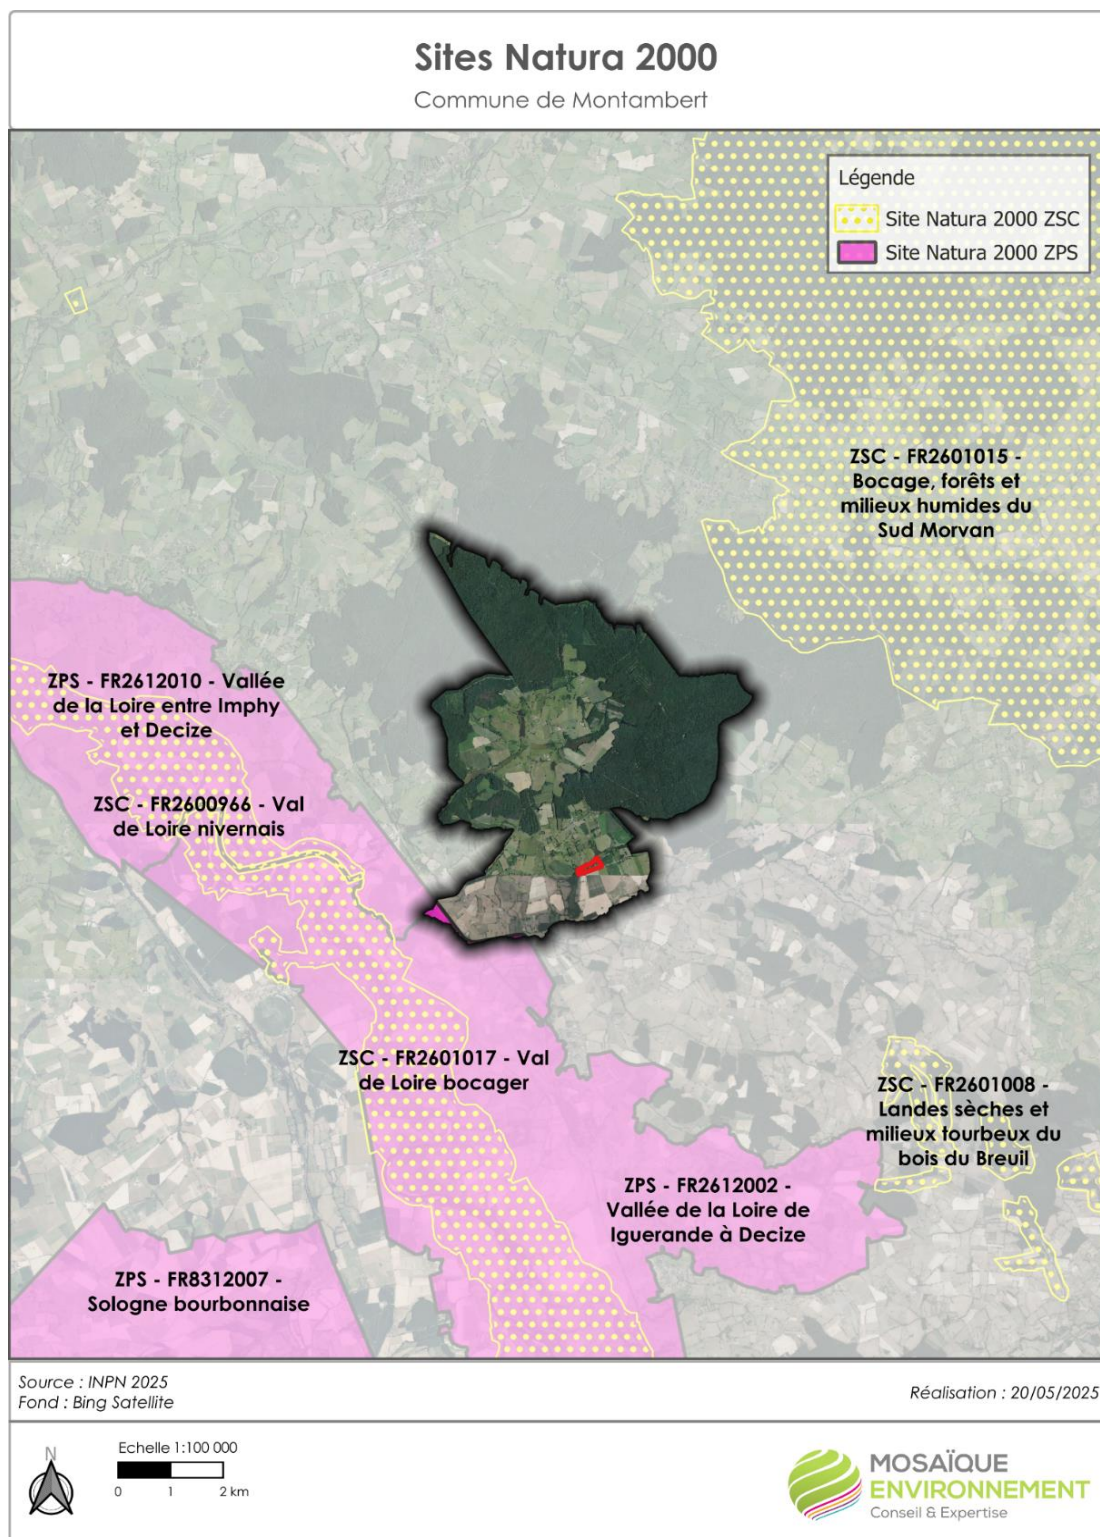 Sites Natura 2000
Commune de Montambert
Légende
Site Natura 2000 ZSC
Site Natura 2000 ZPS
ZSC - FR2601015 -
Bocage, forêts et
milieux humides du
Sud Morvan
ZPS - FR2612010 - Vallée
de la Loire entre Imphy
et Decize
ZSC - FR2600966 - Val
de Loire nivernais
ZSC - FR2601017 - Val
de Loire bocager
ZSC - FR2601008 -
Landes sèches et
milieux tourbeux du
bois du Breuil
ZPS - FR2612002 -
Vallée de la Loire de
Iguerande à Decize
ZPS - FR8312007 -
Sologne bourbonnaise
Source : INPN 2025
Fond : Bing Satellite
Réalisation : 20/05/2025
N
Echelle 1:100 000
0 1 2 km
MOSAÏQUE
ENVIRONNEMENT
Conseil & Expertise